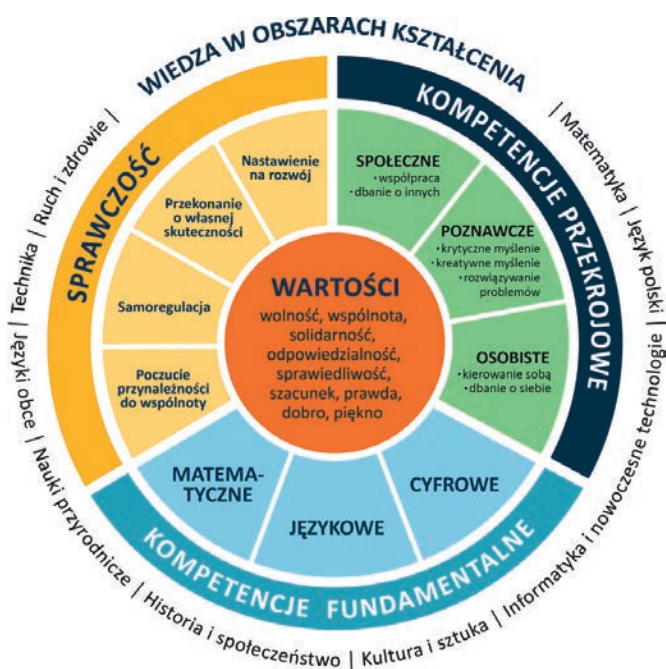 WIEDZA W OBSZARACH KSZTAŁCENIA
| Matematyka | Język polski | Informatyka i nowoczesne technologie | Kultura i sztuka | Historia i społeczeństwo | Nauki przyrodnicze | Języki obce | Technika | Ruch i zdrowie |
SPRAWCZOŚĆ
Nastawienie
na rozwój
Przekonanie
o własnej
skuteczności
Samoregulacja
Poczucie
przynależności
do wspólnoty
KOMPETENCJE PRZEKROJOWE
SPOŁECZNE
• współpraca
• dbanie o innych
POZNAWCZE
• krytyczne myślenie
• kreatywne myślenie
• rozwiązywanie
problemów
OSOBISTE
• kierowanie sobą
• dbanie o siebie
WARTOŚCI
wolność, wspólnota,
solidarność,
odpowiedzialność,
sprawiedliwość,
szacunek, prawda,
dobro, piękno
MATEMA-
TYCZNE
JĘZYKOWE
CYFROWE
KOMPETENCJE FUNDAMENTALNE